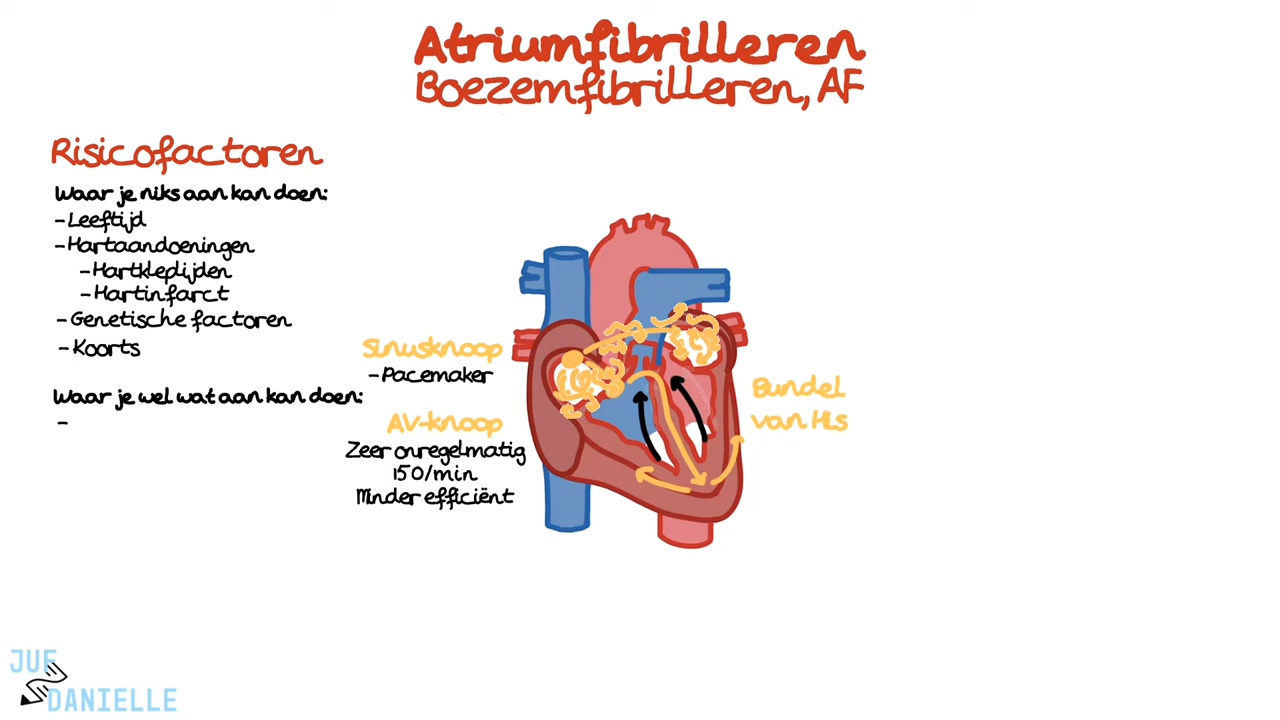 Atriumfibrilleren
Boezemfibrilleren, AF
Risicofactoren
Waar je niks aan kan doen:
- Leeftijd
- Hartaandoeningen
- Hartkleplijden
- Hartinfarct
- Genetische factoren
- Koorts
Waar je wel wat aan kan doen:
-
Sinusknoop
- Pacemaker
AV-knoop
Zeer onregelmatig
150/min
Minder efficiënt
Bundel
van His
JUF
DANIELLE